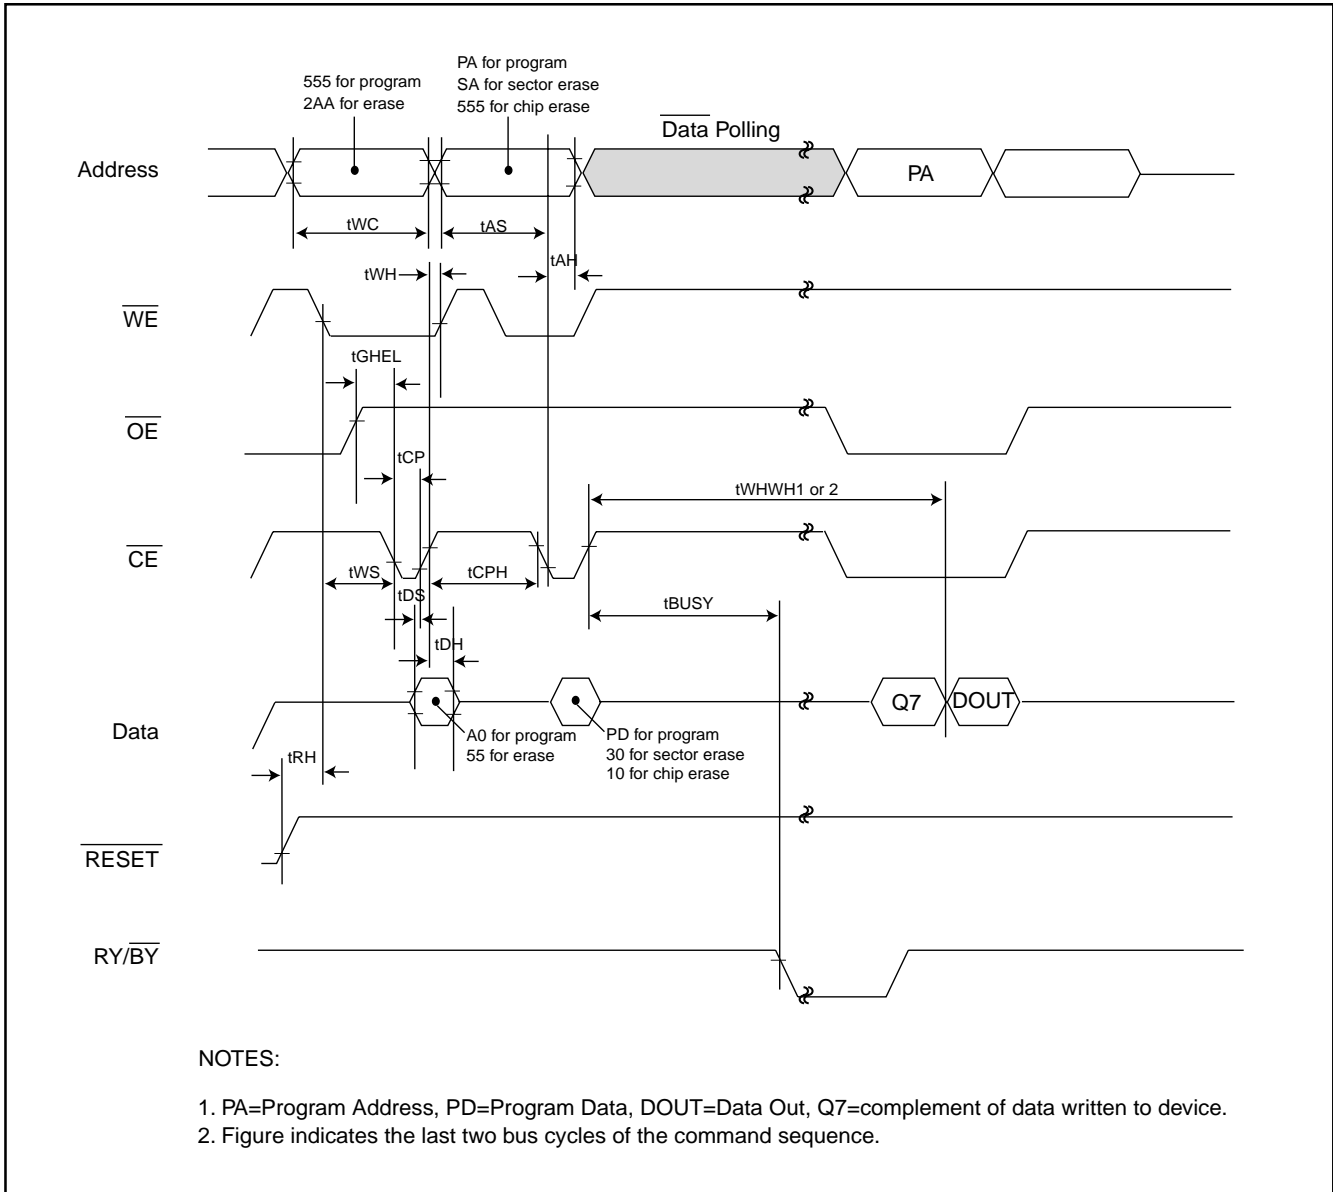 555 for program
2AA for erase
PA for program
SA for sector erase
555 for chip erase
Data Polling
Address
PA
tWC
tAS
tAH
tWH
WE
tGHEL
OE
tCP
tWHWH1 or 2
CE
tWS
tCPH
tDS
tBUSY
tDH
Data
Q7
DOUT
A0 for program
55 for erase
PD for program
30 for sector erase
10 for chip erase
tRH
RESET
RY/BY
NOTES:
1. PA=Program Address, PD=Program Data, DOUT=Data Out, Q7=complement of data written to device.
2. Figure indicates the last two bus cycles of the command sequence.